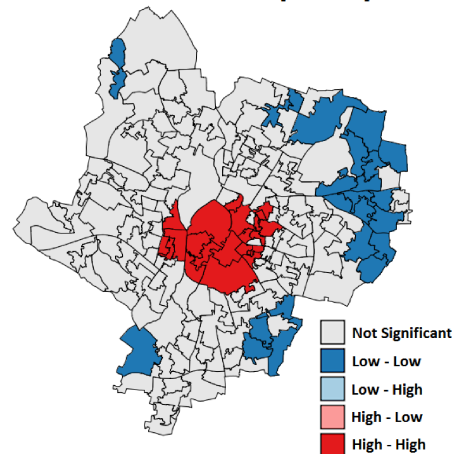 Not Significant
Low - Low
Low - High
High - Low
High - High